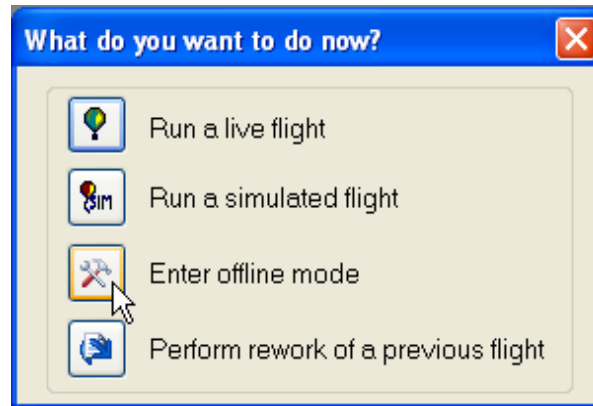 What do you want to do now?
Run a live flight
SIM
Run a simulated flight
Enter offline mode
Perform rework of a previous flight